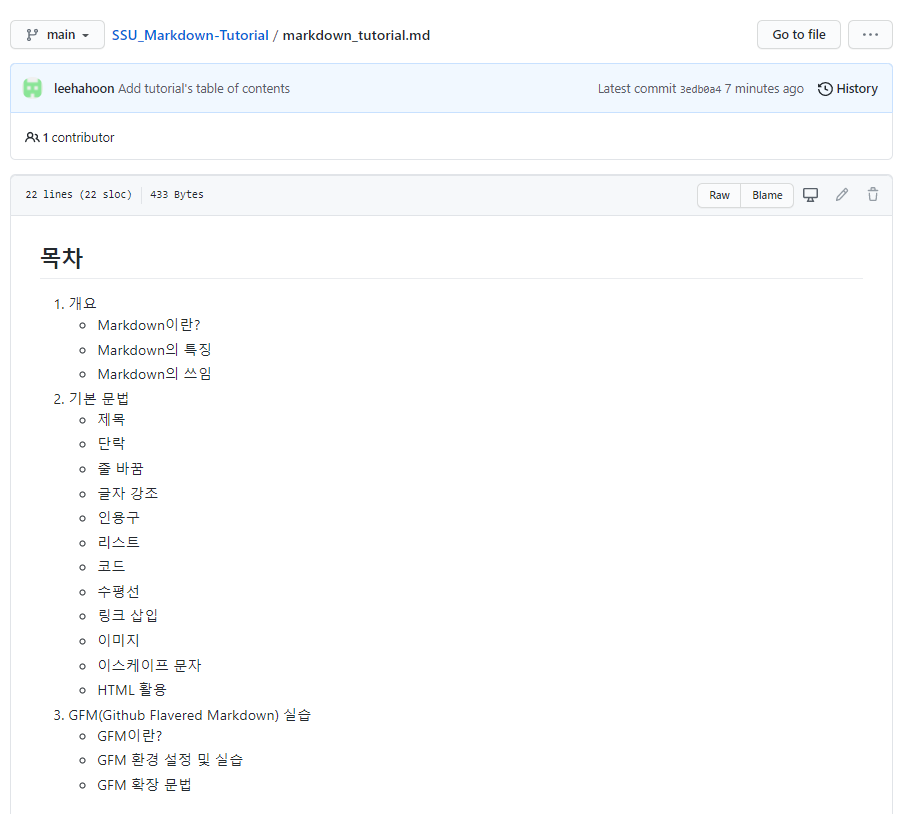 main
SSU_Markdown-Tutorial / markdown_tutorial.md
Go to file
...
leehahoon Add tutorial's table of contents
Latest commit 3edb0a4 7 minutes ago
History
1 contributor
22 lines (22 sloc) 433 Bytes
Raw
Blame
목차
1. 개요
Markdown이란?
Markdown의 특징
Markdown의 쓰임
2. 기본 문법
제목
단락
줄 바꿈
글자 강조
인용구
리스트
코드
수평선
링크 삽입
이미지
이스케이프 문자
HTML 활용
3. GFM(Github Flavered Markdown) 실습
GFM이란?
GFM 환경 설정 및 실습
GFM 확장 문법